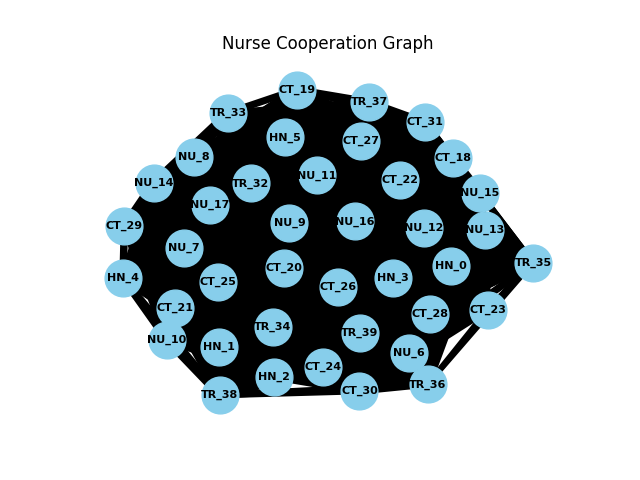 Nurse Cooperation Graph
CT_19
TR_37
TR_33
CT_31
HN_5
CT_27
NU_8
CT_18
NU_11
CT_22
NU_14
TR_32
NU_15
NU_17
NU_16
NU_9
CT_29
NU_12
NU_13
NU_7
TR_35
HN_0
CT_20
HN_4
HN_3
CT_25
CT_26
CT_21
CT_23
CT_28
TR_34
TR_39
NU_10
HN_1
NU_6
CT_24
HN_2
TR_36
CT_30
TR_38